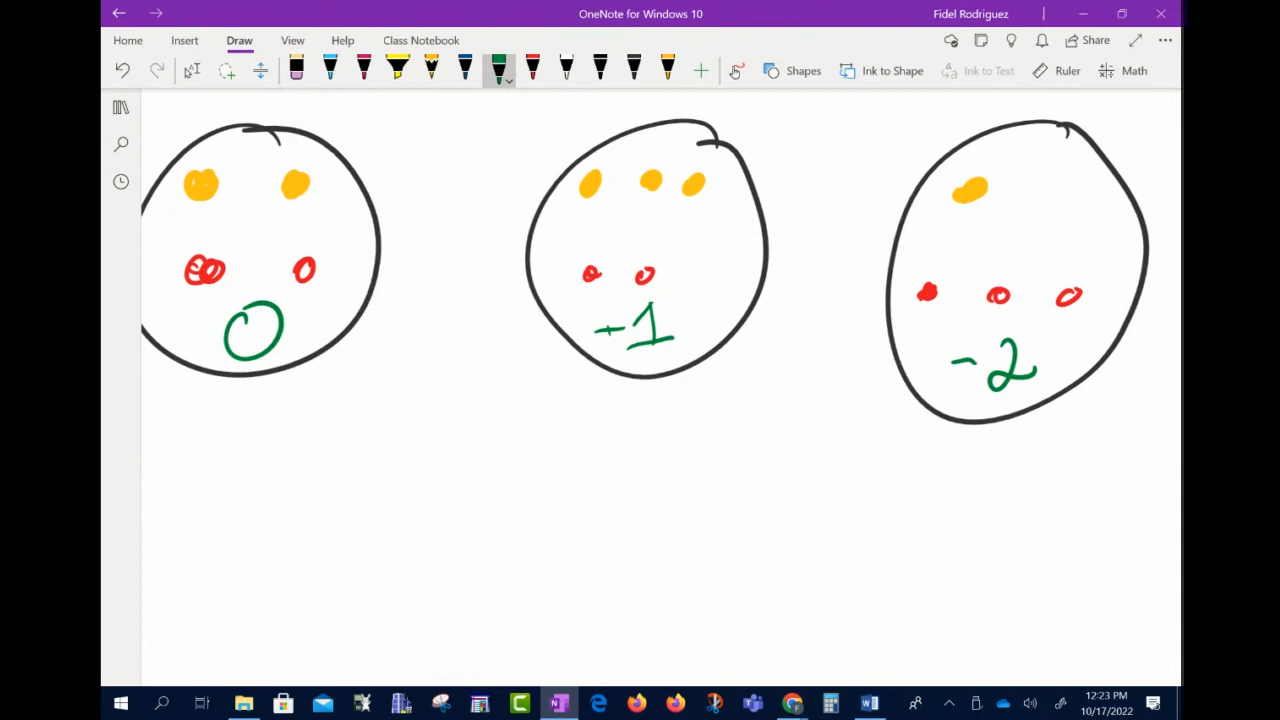 OneNote for Windows 10
Fidel Rodriguez
Home Insert Draw View Help Class Notebook
Share
Shapes
Ink to Shape
Ink to Text
Ruler
Math
0
+1
-2
12:23 PM
10/17/2022